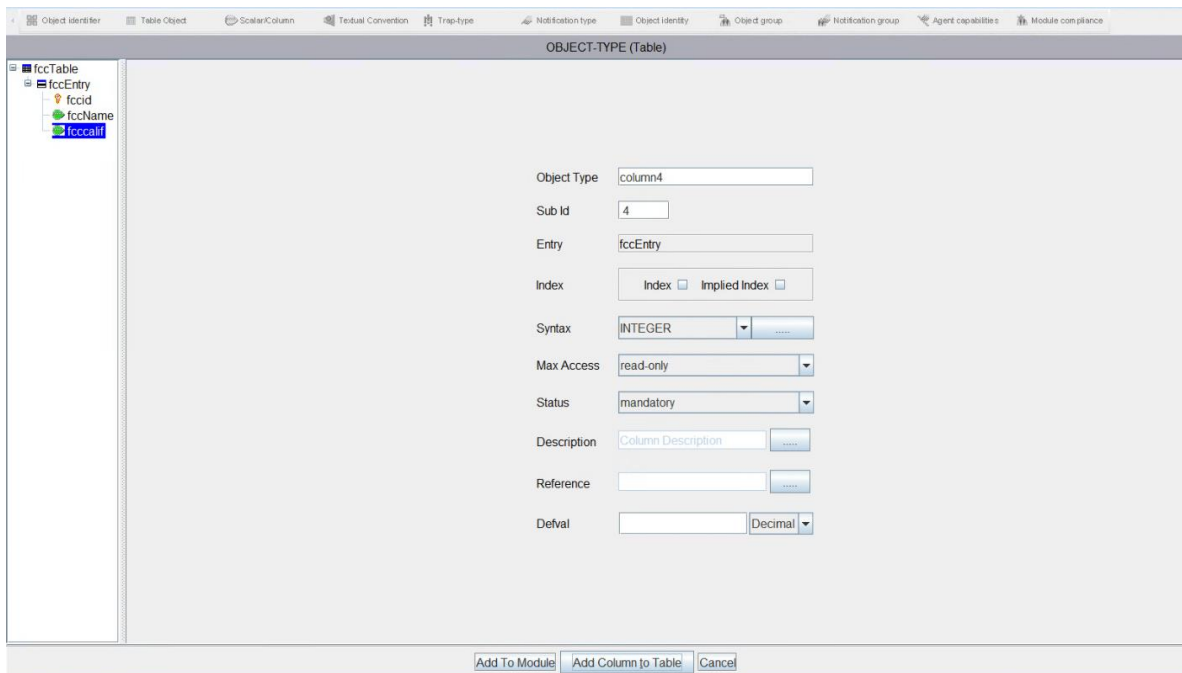 Object identifier Table Object Scalar/Column Textual Convention Trap-type Notification type Object identity Object group Notification group Agent capabilities Module compliance
OBJECT-TYPE (Table)
fccTable
fccEntry
fccid
fccName
fcccalif
Object Type column4
Sub Id 4
Entry fccEntry
Index Index Implied Index
Syntax INTEGER .....
Max Access read-only
Status mandatory
Description Column Description .....
Reference .....
Defval Decimal
Add To Module Add Column to Table Cancel